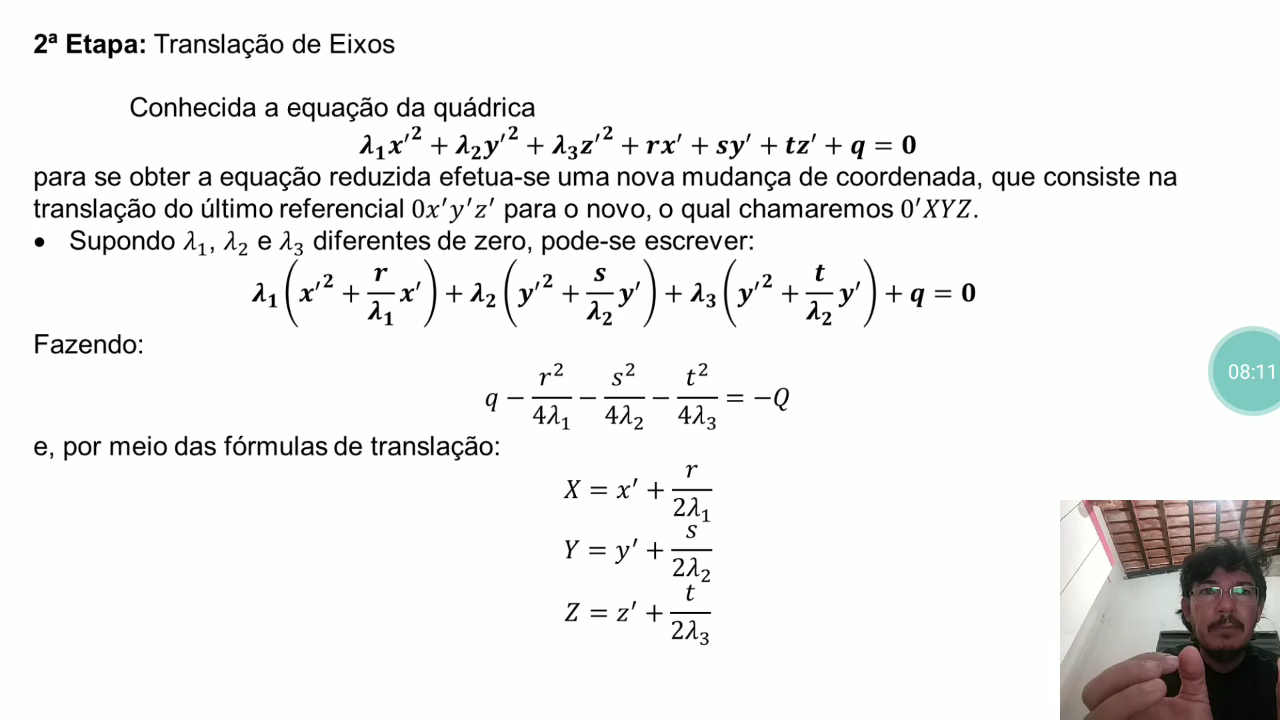 2ª Etapa: Translação de Eixos
Conhecida a equação da quádrica
λ₁x′² + λ₂y′² + λ₃z′² + rx′ + sy′ + tz′ + q = 0
para se obter a equação reduzida efetua-se uma nova mudança de coordenada, que consiste na
translação do último referencial 0x′y′z′ para o novo, o qual chamaremos 0′XYZ.
• Supondo λ₁, λ₂ e λ₃ diferentes de zero, pode-se escrever:
λ₁(x′² + r/λ₁ x′) + λ₂(y′² + s/λ₂ y′) + λ₃(y′² + t/λ₂ y′) + q = 0
Fazendo:
q − r²/4λ₁ − s²/4λ₂ − t²/4λ₃ = −Q
08:11
e, por meio das fórmulas de translação:
X = x′ + r/2λ₁
Y = y′ + s/2λ₂
Z = z′ + t/2λ₃